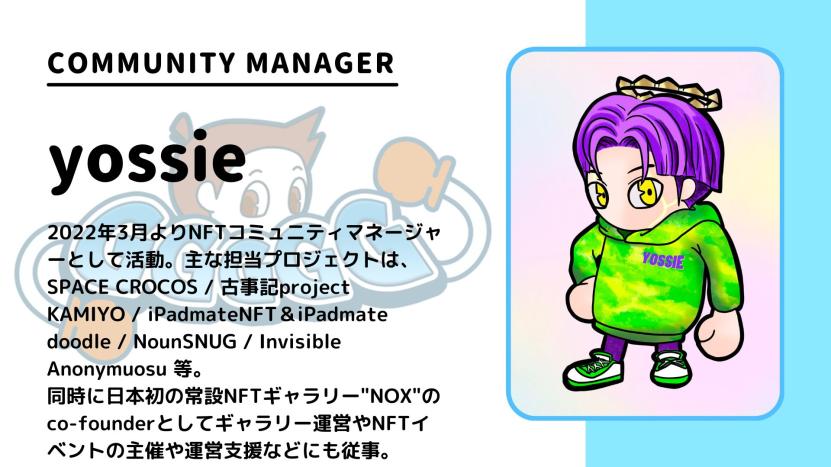 COMMUNITY MANAGER
yossie
2022年3月よりNFTコミュニティマネージャ
ーとして活動。主な担当プロジェクトは、
SPACE CROCOS / 古事記project
KAMIYO / iPadmateNFT＆iPadmate
doodle / NounSNUG / Invisible
Anonymuosu 等。
同時に日本初の常設NFTギャラリー"NOX"の
co-founderとしてギャラリー運営やNFTイ
ベントの主催や運営支援などにも従事。
YOSSIE